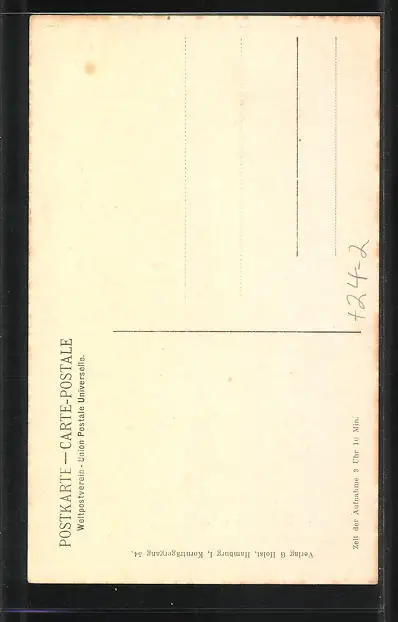 POSTKARTE — CARTE-POSTALE
Weltpostverein - Union Postale Universelle.
Verlag G Holst, Hamburg I, Kornträgergang 54.
Zeit der Aufnahme 3 Uhr 10 Min.
+24-2